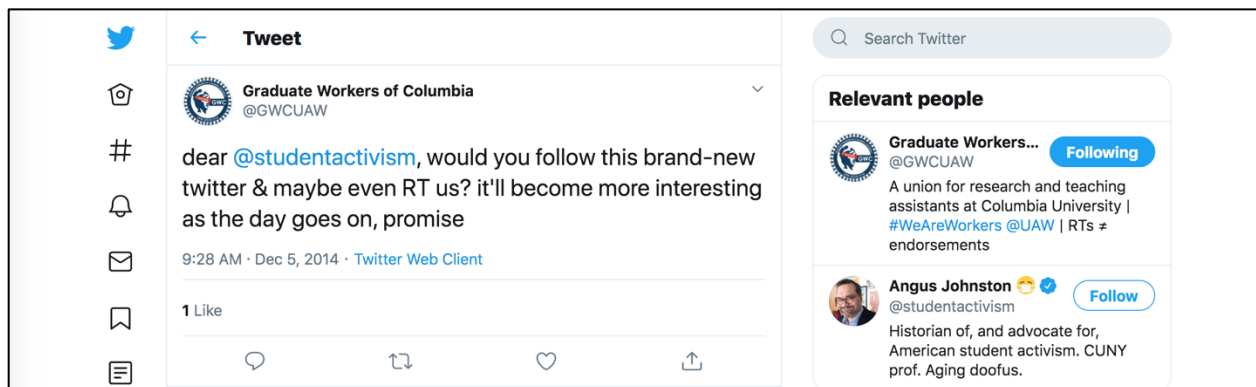 Tweet
Graduate Workers of Columbia
@GWCUAW
dear @studentactivism, would you follow this brand-new
twitter & maybe even RT us? it'll become more interesting
as the day goes on, promise
9:28 AM · Dec 5, 2014 · Twitter Web Client
1 Like
Search Twitter
Relevant people
Graduate Workers...
@GWCUAW
Following
A union for research and teaching
assistants at Columbia University |
#WeAreWorkers @UAW | RTs ≠
endorsements
Angus Johnston 😷
@studentactivism
Follow
Historian of, and advocate for,
American student activism. CUNY
prof. Aging doofus.